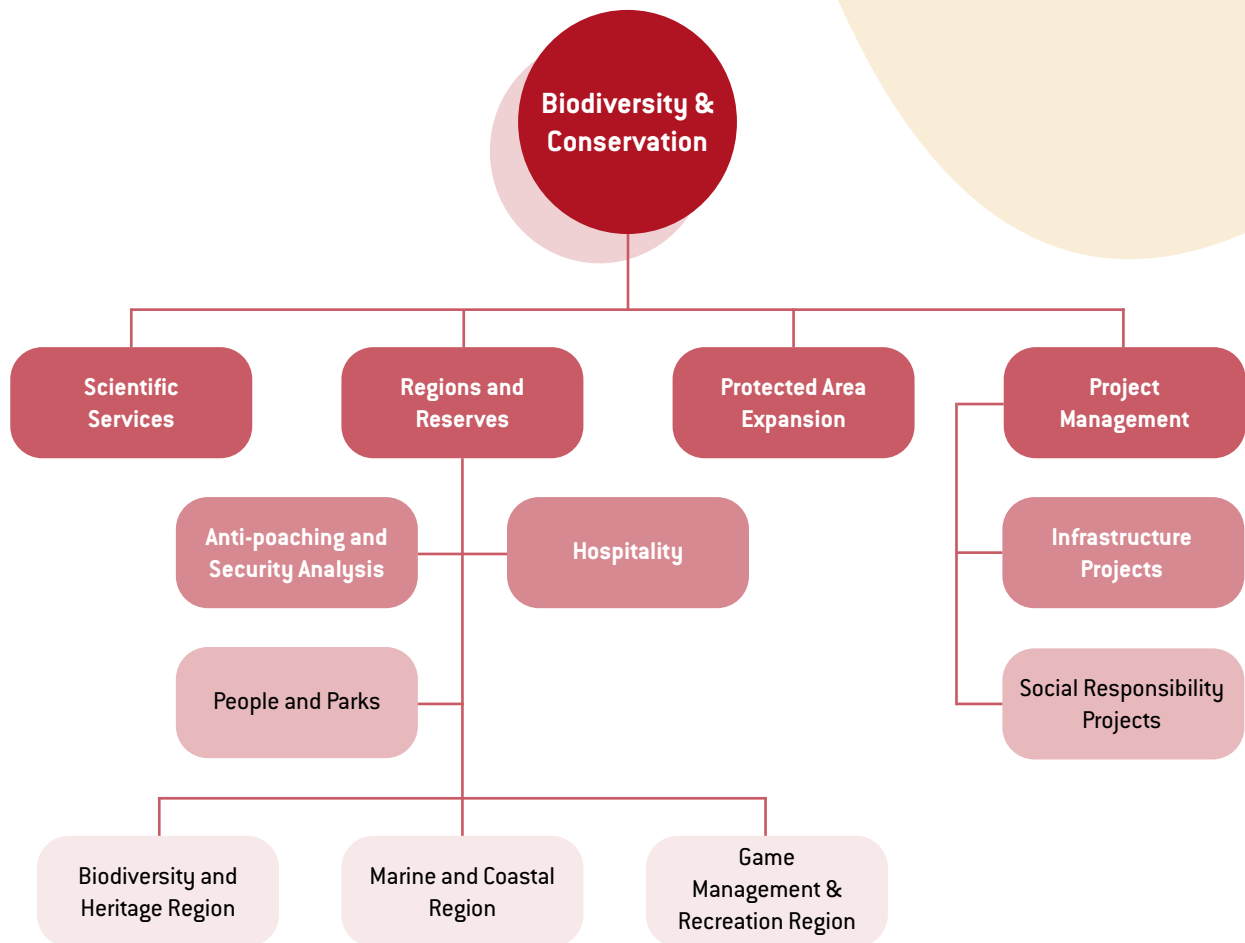 Biodiversity &
Conservation
Scientific
Services
Regions and
Reserves
Protected Area
Expansion
Project
Management
Anti-poaching and
Security Analysis
Hospitality
Infrastructure
Projects
People and Parks
Social Responsibility
Projects
Biodiversity and
Heritage Region
Marine and Coastal
Region
Game
Management &
Recreation Region